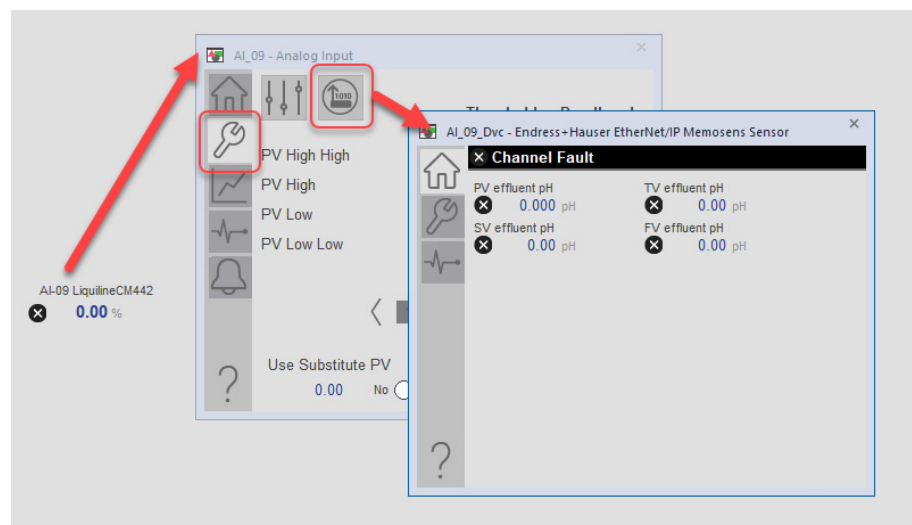 AI_09 - Analog Input
PV High High
PV High
PV Low
PV Low Low
Use Substitute PV
0.00 No
AI-09 LiquilineCM442
0.00 %
AI_09_Dvc - Endress+Hauser EtherNet/IP Memosens Sensor
Channel Fault
PV effluent pH TV effluent pH
0.000 pH 0.00 pH
SV effluent pH FV effluent pH
0.00 pH 0.00 pH
?
?
1010